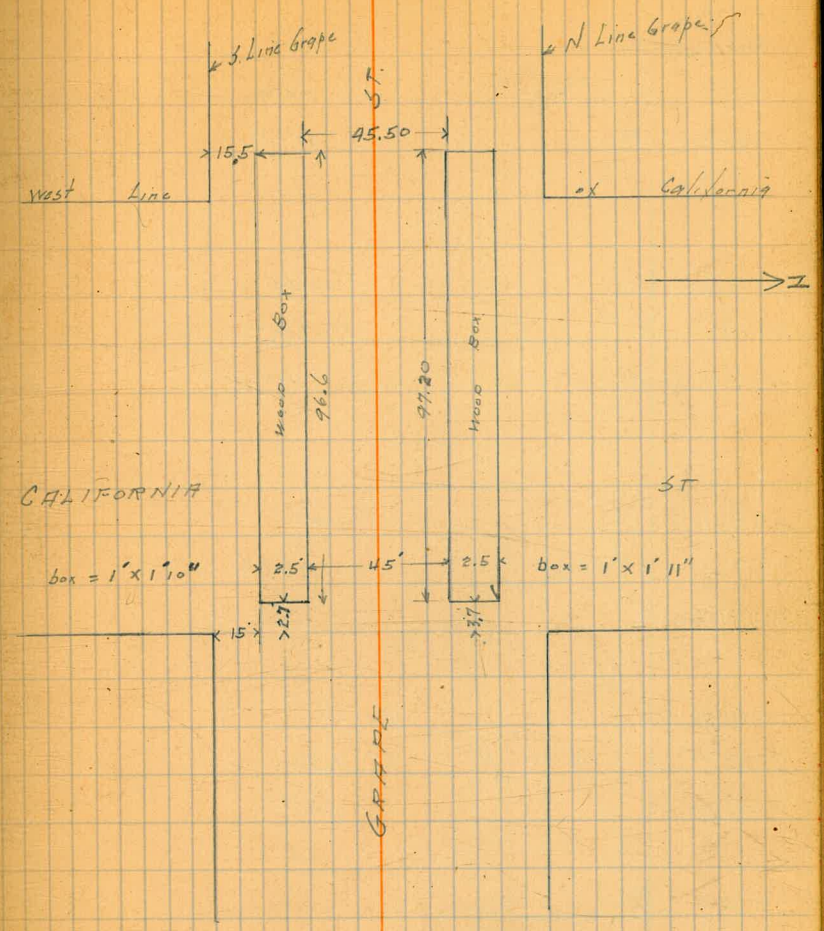 S. Line Grape
N Line Grape
ST.
45.50
15.5
West Line
of California
N
Wood Box
96.6
97.20
Wood Box
CALIFORNIA
ST
box = 1' x 1' 10"
2.5'
45'
2.5
box = 1' x 1' 11"
15'
2.7
3.7
GRAPE